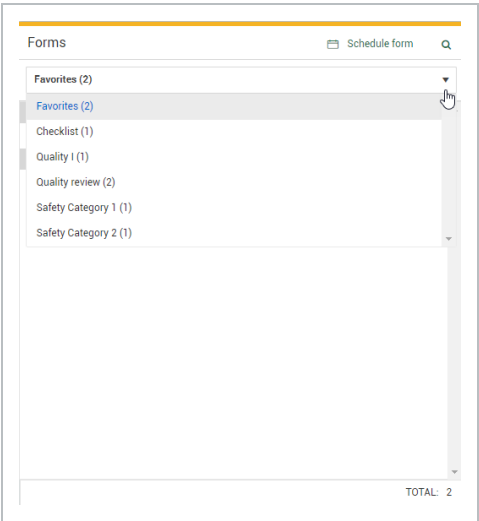 Forms Schedule form
Favorites (2)
Favorites (2)
Checklist (1)
Quality I (1)
Quality review (2)
Safety Category 1 (1)
Safety Category 2 (1)
TOTAL: 2